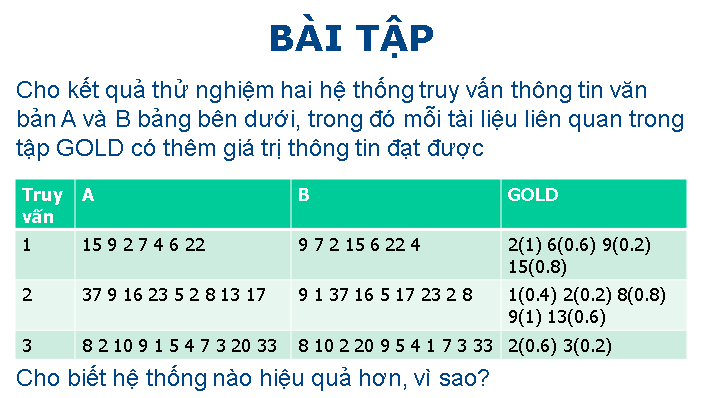 BÀI TẬP
Cho kết quả thử nghiệm hai hệ thống truy vấn thông tin văn
bản A và B bảng bên dưới, trong đó mỗi tài liệu liên quan trong
tập GOLD có thêm giá trị thông tin đạt được
Truy vấn A B GOLD
1 15 9 2 7 4 6 22 9 7 2 15 6 22 4 2(1) 6(0.6) 9(0.2)
15(0.8)
2 37 9 16 23 5 2 8 13 17 9 1 37 16 5 17 23 2 8 1(0.4) 2(0.2) 8(0.8)
9(1) 13(0.6)
3 8 2 10 9 1 5 4 7 3 20 33 8 10 2 20 9 5 4 1 7 3 33 2(0.6) 3(0.2)
Cho biết hệ thống nào hiệu quả hơn, vì sao?